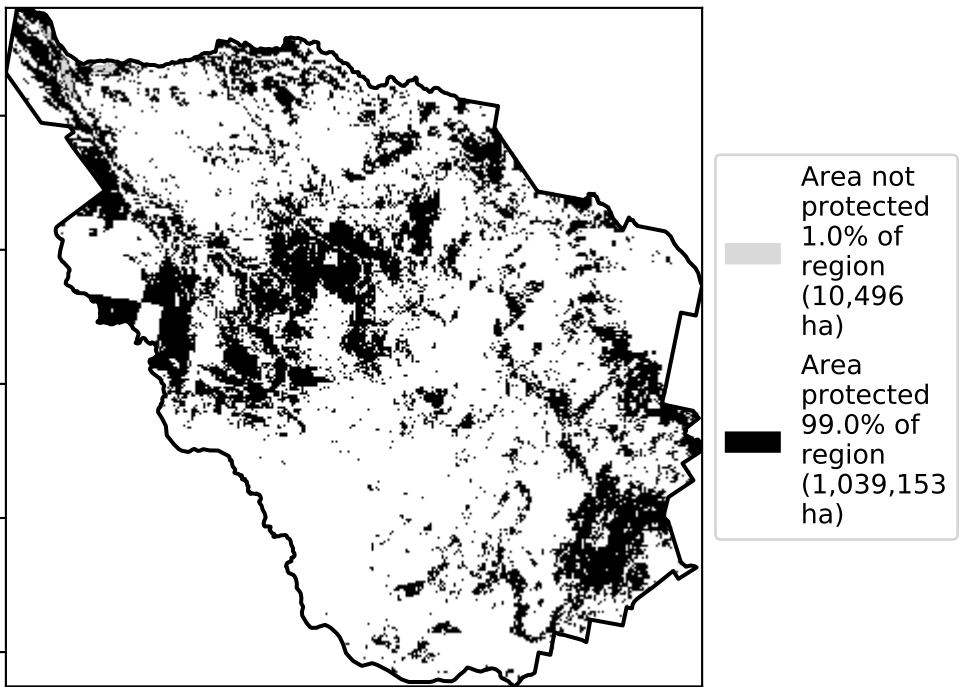 Area not
protected
1.0% of
region
(10,496
ha)
Area
protected
99.0% of
region
(1,039,153
ha)